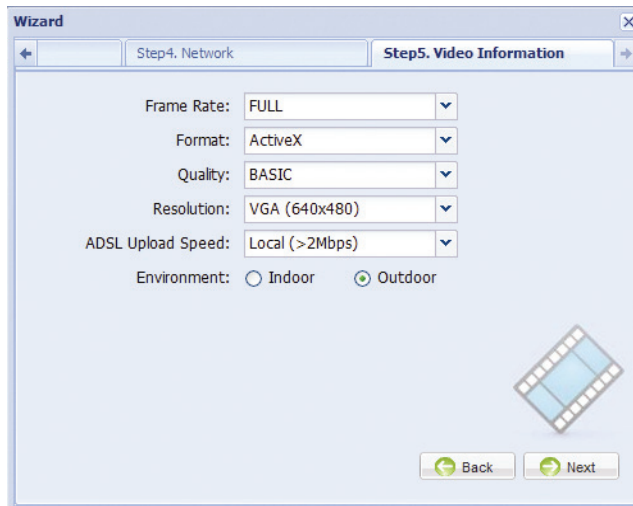 Wizard
Step4. Network
Step5. Video Information
Frame Rate: FULL
Format: ActiveX
Quality: BASIC
Resolution: VGA (640x480)
ADSL Upload Speed: Local (>2Mbps)
Environment: Indoor Outdoor
Back Next